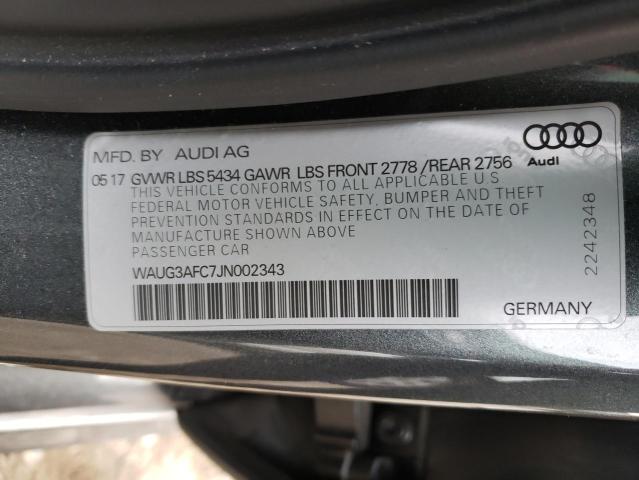 MFD. BY AUDI AG
05 17 GVWR LBS 5434 GAWR LBS FRONT 2778 /REAR 2756
THIS VEHICLE CONFORMS TO ALL APPLICABLE U S
FEDERAL MOTOR VEHICLE SAFETY, BUMPER AND THEFT
PREVENTION STANDARDS IN EFFECT ON THE DATE OF
MANUFACTURE SHOWN ABOVE
PASSENGER CAR
WAUG3AFC7JN002343
GERMANY
Audi
2242348